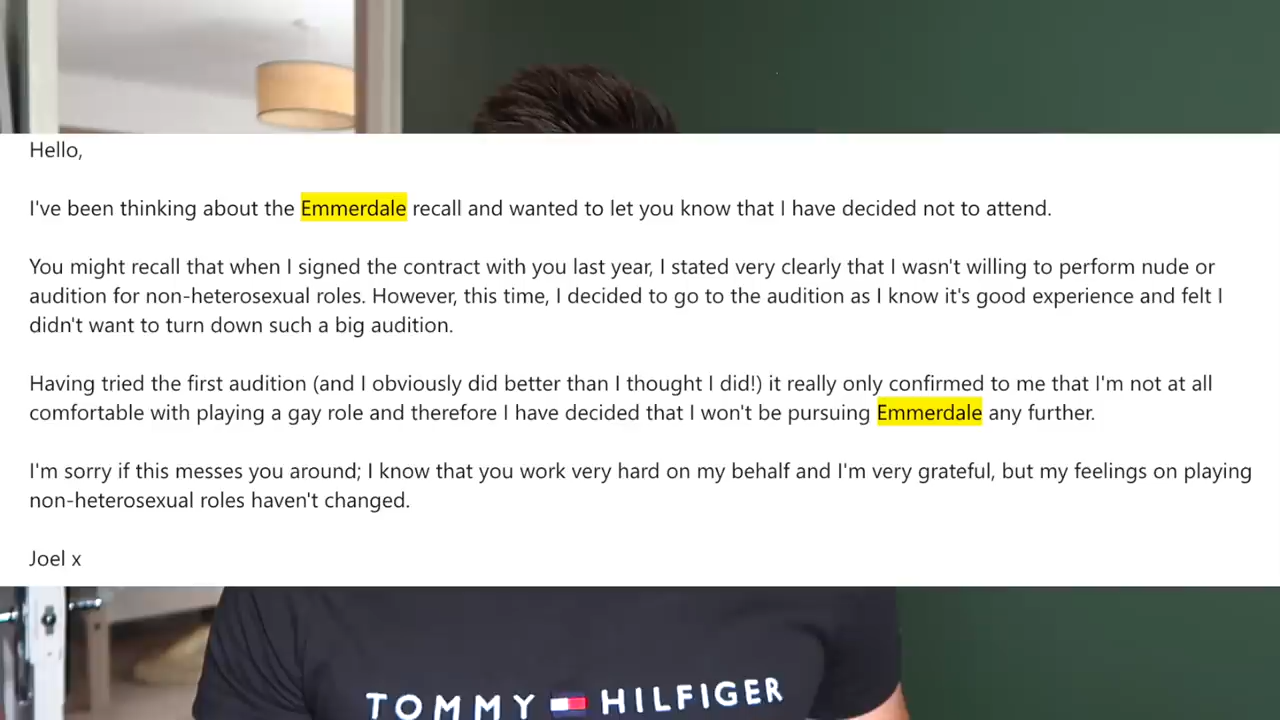 Hello,
I've been thinking about the Emmerdale recall and wanted to let you know that I have decided not to attend.
You might recall that when I signed the contract with you last year, I stated very clearly that I wasn't willing to perform nude or
audition for non-heterosexual roles. However, this time, I decided to go to the audition as I know it's good experience and felt I
didn't want to turn down such a big audition.
Having tried the first audition (and I obviously did better than I thought I did!) it really only confirmed to me that I'm not at all
comfortable with playing a gay role and therefore I have decided that I won't be pursuing Emmerdale any further.
I'm sorry if this messes you around; I know that you work very hard on my behalf and I'm very grateful, but my feelings on playing
non-heterosexual roles haven't changed.
Joel x
TOMMY HILFIGER